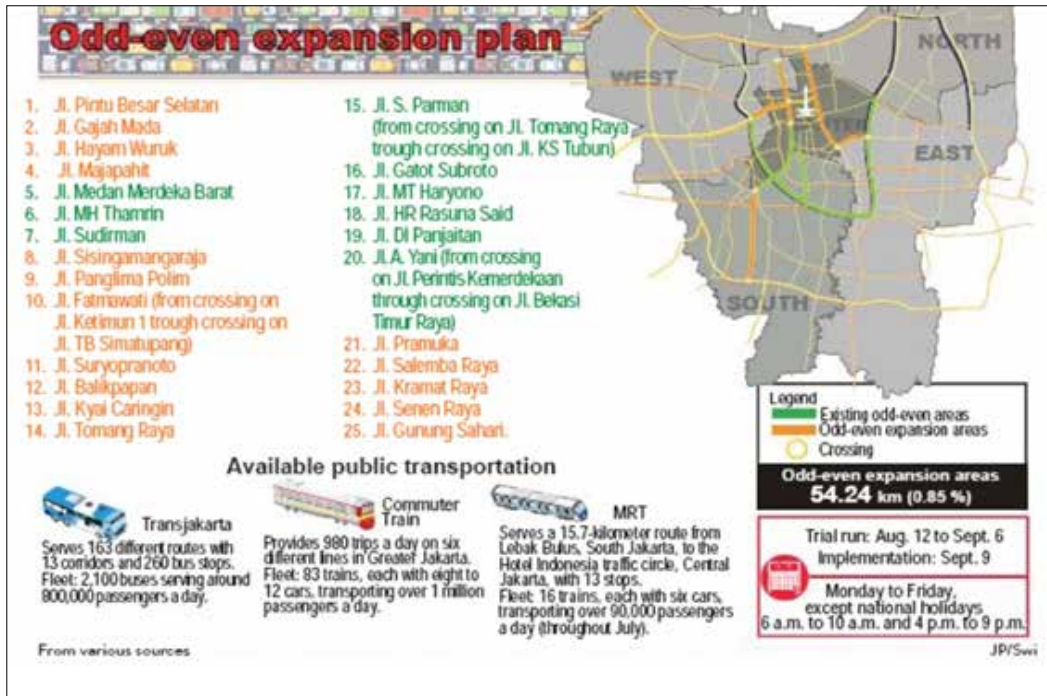 Odd-even expansion plan
1. Jl. Pintu Besar Selatan
2. Jl. Gajah Mada
3. Jl. Hayam Wuruk
4. Jl. Majapahit
5. Jl. Medan Merdeka Barat
6. Jl. MH Thamrin
7. Jl. Sudirman
8. Jl. Sisingamangaraja
9. Jl. Panglima Polim
10. Jl. Fatmawati (from crossing on
Jl. Ketimun 1 trough crossing on
Jl. TB Simatupang)
11. Jl. Suryopranoto
12. Jl. Balikpapan
13. Jl. Kyai Caringin
14. Jl. Tomang Raya
15. Jl. S. Parman
(from crossing on Jl. Tomang Raya
trough crossing on Jl. KS Tubun)
16. Jl. Gatot Subroto
17. Jl. MT Haryono
18. Jl. HR Rasuna Said
19. Jl. DI Panjaitan
20. Jl.A. Yani (from crossing
on Jl. Perintis Kemerdekaan
through crossing on Jl. Bekasi
Timur Raya)
21. Jl. Pramuka
22. Jl. Salemba Raya
23. Jl. Kramat Raya
24. Jl. Senen Raya
25. Jl. Gunung Sahari.
NORTH
WEST
EAST
SOUTH
Legend
Existing odd-even areas
Odd-even expansion areas
Crossing
Odd-even expansion areas
54.24 km (0.85 %)
Available public transportation
Transjakarta
Serves 163 different routes with
13 corridors and 260 bus stops.
Fleet: 2,100 buses serving around
800,000 passengers a day.
Commuter
Train
Provides 980 trips a day on six
different lines in Greater Jakarta.
Fleet: 83 trains, each with eight to
12 cars, transporting over 1 million
passengers a day.
MRT
Serves a 15.7-kilometer route from
Lebak Bulus, South Jakarta, to the
Hotel Indonesia traffic circle, Central
Jakarta, with 13 stops.
Fleet: 16 trains, each with six cars,
transporting over 90,000 passengers
a day (throughout July).
Trial run: Aug. 12 to Sept. 6
Implementation: Sept. 9
Monday to Friday,
except national holidays
6 a.m. to 10 a.m. and 4 p.m. to 9 p.m.
From various sources
JP/Swi